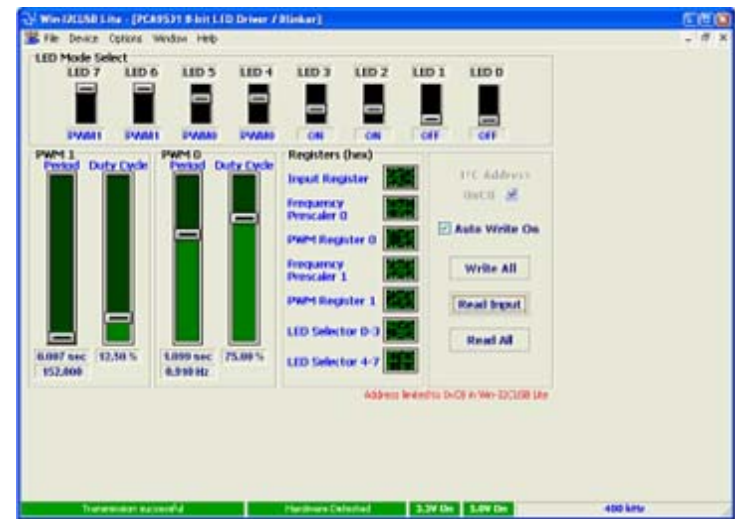 Win-I2CUSB Lite - [PCA9531 8-bit LED Driver / Blinker]
File Device Options Window Help
LED Mode Select
LED 7 LED 6 LED 5 LED 4 LED 3 LED 2 LED 1 LED 0
PWM1 PWM1 PWM0 PWM0 ON ON OFF OFF
PWM 1 PWM 0 Registers (hex)
Period Duty Cycle Period Duty Cycle
Input Register
I²C Address
Frequency
Prescaler 0
Auto Write On
PWM Register 0
Frequency
Prescaler 1
Write All
PWM Register 1
Read Input
LED Selector 0-3
Read All
LED Selector 4-7
0.007 sec 12.50 % 1.099 sec 75.00 %
152.000 0.910 Hz
Address limited to 0xC0 in Win-I2CUSB Lite
Transmission successful Hardware Detected 3.3V On 5.0V On 400 kHz